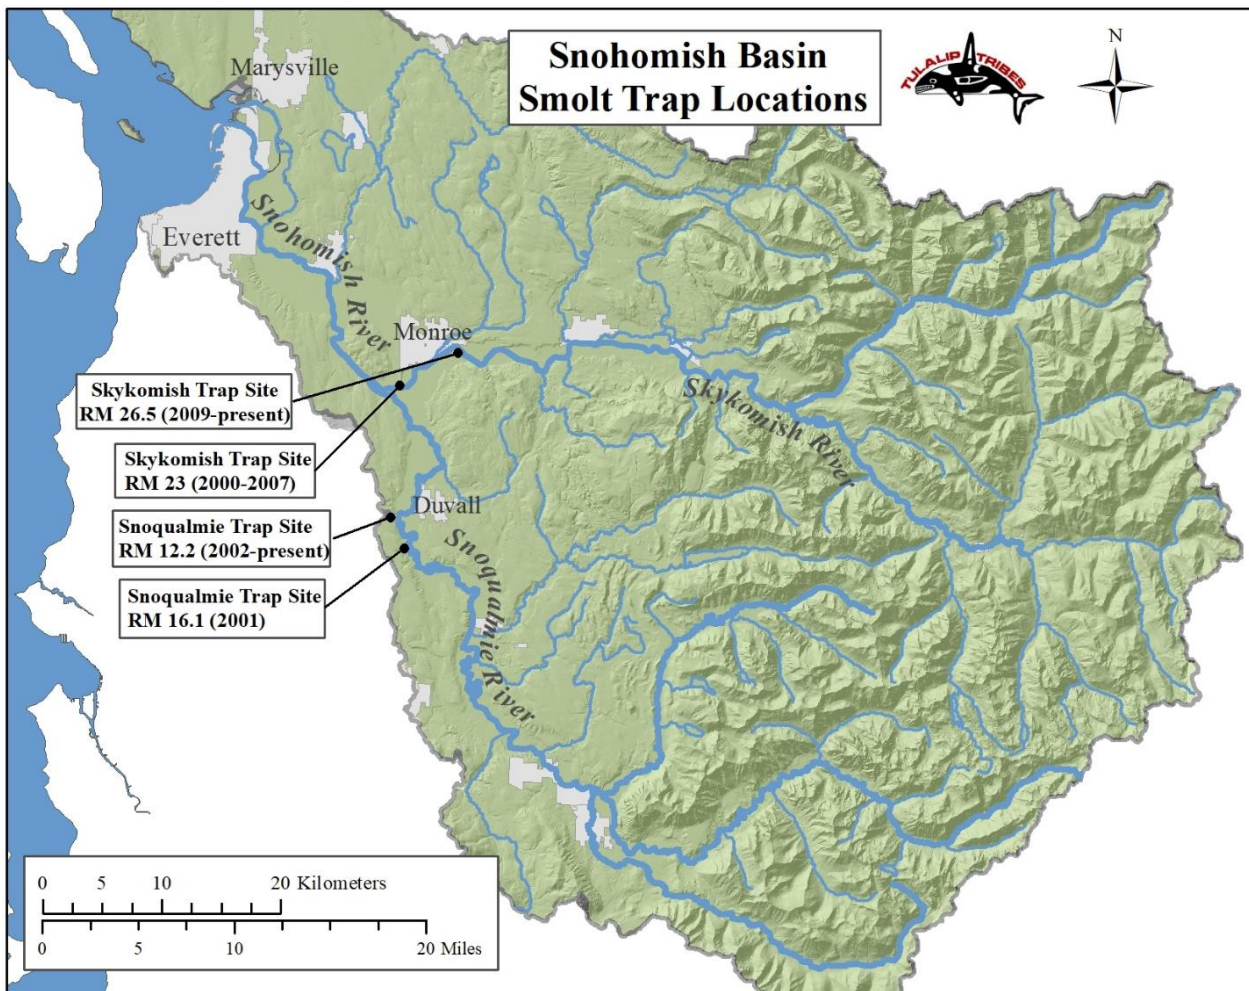 Snohomish Basin
Smolt Trap Locations
TULALIP TRIBES
N
Marysville
Everett
Snohomish River
Monroe
Skykomish Trap Site
RM 26.5 (2009-present)
Skykomish River
Skykomish Trap Site
RM 23 (2000-2007)
Duvall
Snoqualmie Trap Site
RM 12.2 (2002-present)
Snoqualmie River
Snoqualmie Trap Site
RM 16.1 (2001)
0 5 10 20 Kilometers
0 5 10 20 Miles